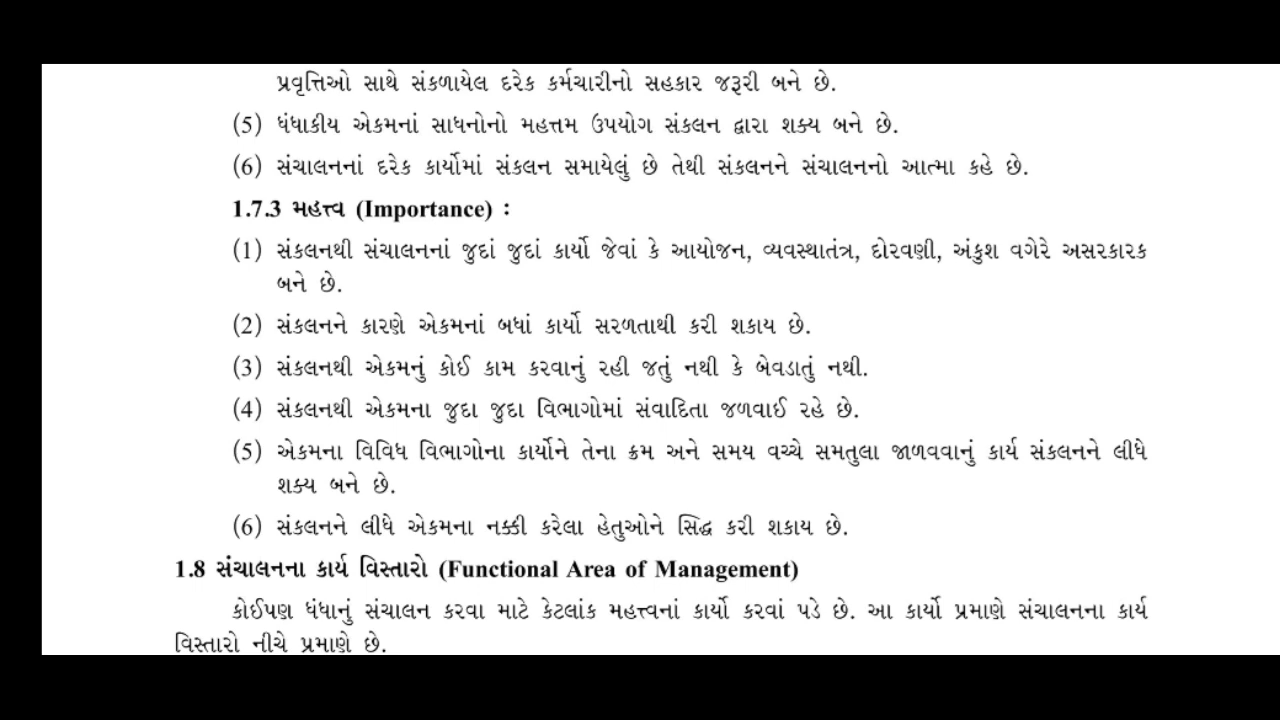 પ્રવૃત્તિઓ સાથે સંકળાયેલ દરેક કર્મચારીનો સહકાર જરૂરી બને છે.
(5) ધંધાકીય એકમનાં સાધનોનો મહત્તમ ઉપયોગ સંકલન દ્વારા શક્ય બને છે.
(6) સંચાલનનાં દરેક કાર્યોમાં સંકલન સમાયેલું છે તેથી સંકલનને સંચાલનનો આત્મા કહે છે.
1.7.3 મહત્ત્વ (Importance) :
(1) સંકલનથી સંચાલનનાં જુદાં જુદાં કાર્યો જેવાં કે આયોજન, વ્યવસ્થાતંત્ર, દોરવણી, અંકુશ વગેરે અસરકારક
બને છે.
(2) સંકલનને કારણે એકમનાં બધાં કાર્યો સરળતાથી કરી શકાય છે.
(3) સંકલનથી એકમનું કોઈ કામ કરવાનું રહી જતું નથી કે બેવડાતું નથી.
(4) સંકલનથી એકમના જુદા જુદા વિભાગોમાં સંવાદિતા જળવાઈ રહે છે.
(5) એકમના વિવિધ વિભાગોના કાર્યોને તેના ક્રમ અને સમય વચ્ચે સમતુલા જાળવવાનું કાર્ય સંકલનને લીધે
શક્ય બને છે.
(6) સંકલનને લીધે એકમના નક્કી કરેલા હેતુઓને સિદ્ધ કરી શકાય છે.
1.8 સંચાલનના કાર્ય વિસ્તારો (Functional Area of Management)
કોઈપણ ધંધાનું સંચાલન કરવા માટે કેટલાંક મહત્ત્વનાં કાર્યો કરવાં પડે છે. આ કાર્યો પ્રમાણે સંચાલનના કાર્ય
વિસ્તારો નીચે પ્રમાણે છે.